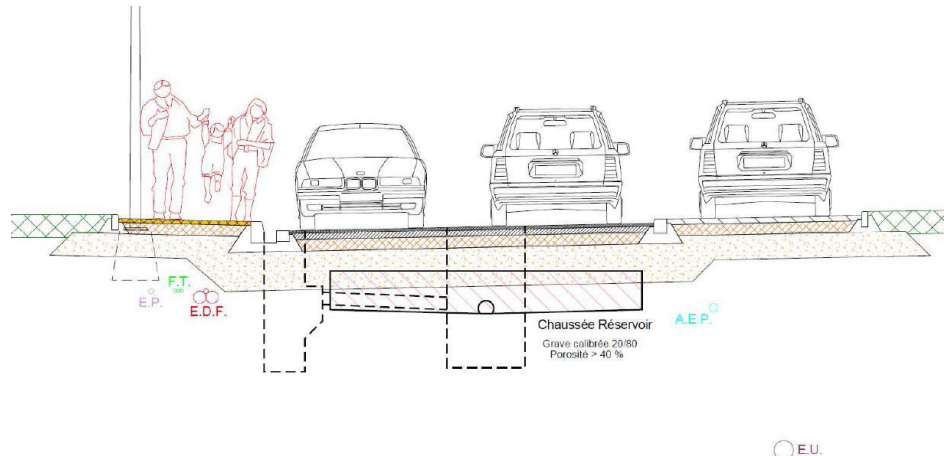 F.T.
E.P.
E.D.F.
Chaussée Réservoir
Grave calibrée 20/80
Porosité > 40 %
A.E.P.
E.U.